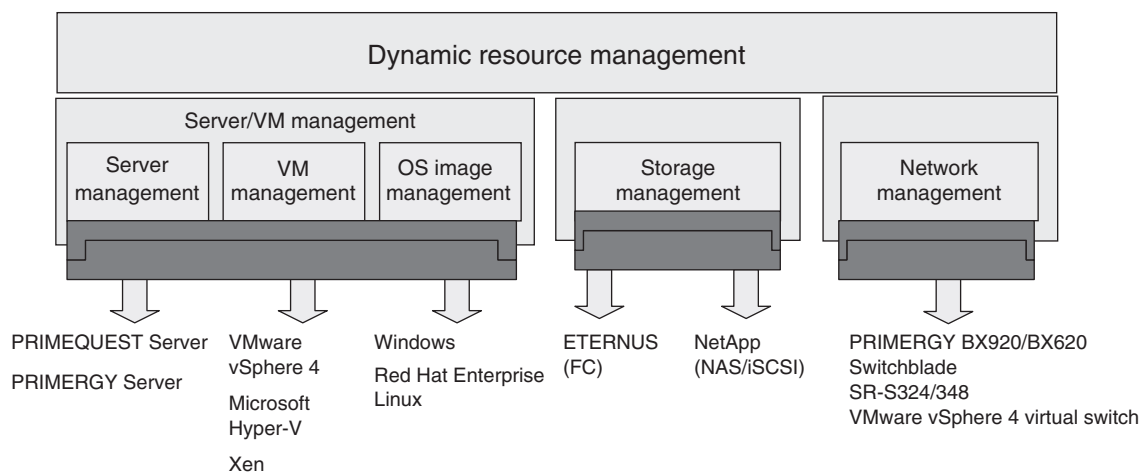 Dynamic resource management
Server/VM management
Server
management
VM
management
OS image
management
Storage
management
Network
management
PRIMEQUEST Server
PRIMERGY Server
VMware
vSphere 4
Microsoft
Hyper-V
Xen
Windows
Red Hat Enterprise
Linux
ETERNUS
(FC)
NetApp
(NAS/iSCSI)
PRIMERGY BX920/BX620
Switchblade
SR-S324/348
VMware vSphere 4 virtual switch